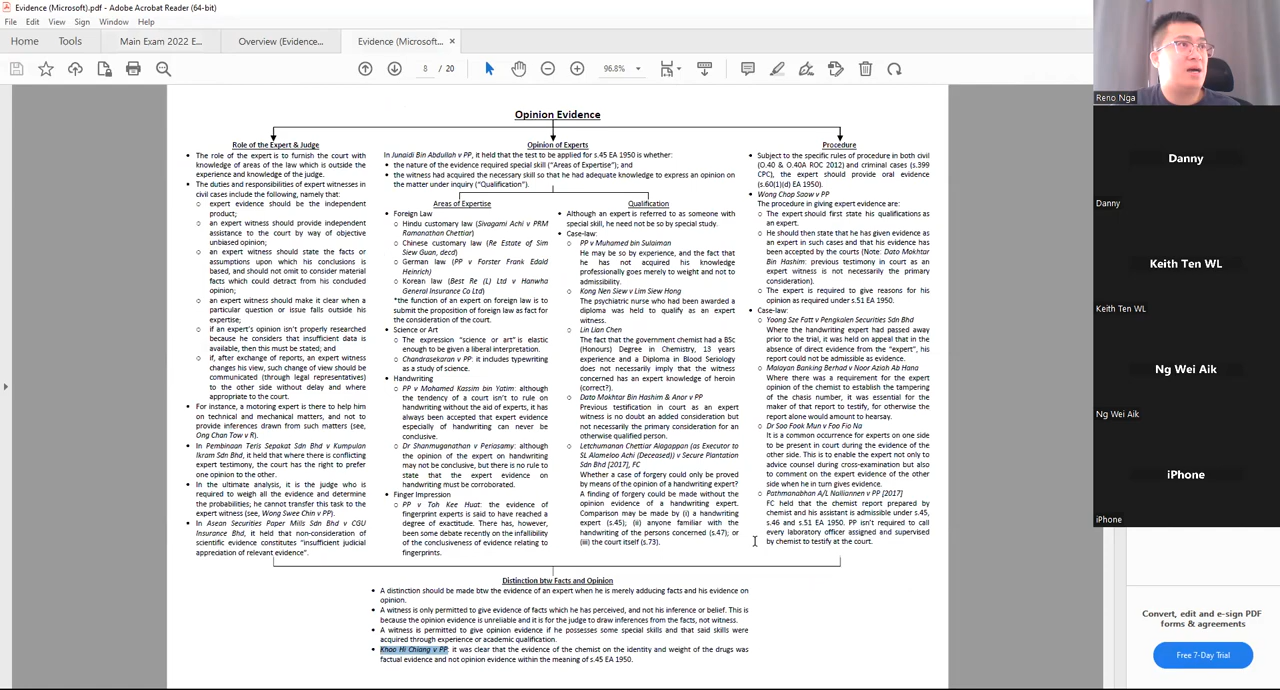 Evidence (Microsoft).pdf - Adobe Acrobat Reader (64-bit)
File Edit View Sign Window Help
Home Tools Main Exam 2022 E... Overview (Evidence... Evidence (Microsoft... ×
8 / 20 96.8%
Opinion Evidence
Role of the Expert & Judge
• The role of the expert is to furnish the court with
knowledge of areas of the law which is outside the
experience and knowledge of the judge.
• The duties and responsibilities of expert witnesses in
civil cases include the following, namely that:
o expert evidence should be the independent
product;
o an expert witness should provide independent
assistance to the court by way of objective
unbiased opinion;
o an expert witness should state the facts or
assumptions upon which his conclusions is
based, and should not omit to consider material
facts which could detract from his concluded
opinion;
o an expert witness should make it clear when a
particular question or issue falls outside his
expertise;
o if an expert's opinion isn't properly researched
because he considers that insufficient data is
available, then this must be stated; and
o if, after exchange of reports, an expert witness
changes his view, such change of view should be
communicated (through legal representatives)
to the other side without delay and where
appropriate to the court.
• For instance, a motoring expert is there to help him
on technical and mechanical matters, and not to
provide inferences drawn from such matters (see,
Ong Chan Tow v R).
• In Pembinaan Teris Sepakat Sdn Bhd v Kumpulan
Ikram Sdn Bhd, it held that where there is conflicting
expert testimony, the court has the right to prefer
one opinion to the other.
• In the ultimate analysis, it is the judge who is
required to weigh all the evidence and determine
the probabilities; he cannot transfer this task to the
expert witness (see, Wong Swee Chin v PP).
• In Asean Securities Paper Mills Sdn Bhd v CGU
Insurance Bhd, it held that non-consideration of
scientific evidence constitutes "insufficient judicial
appreciation of relevant evidence".
Opinion of Experts
In Junaidi Bin Abdullah v PP, it held that the test to be applied for s.45 EA 1950 is whether:
• the nature of the evidence required special skill ("Areas of Expertise"); and
• the witness had acquired the necessary skill so that he had adequate knowledge to express an opinion on
the matter under inquiry ("Qualification").
Areas of Expertise
• Foreign Law
o Hindu customary law (Sivagami Achi v PRM
Ramanathan Chettiar)
o Chinese customary law (Re Estate of Sim
Siew Guan, decd)
o German law (PP v Forster Frank Edald
Heinrich)
o Korean law (Best Re (L) Ltd v Hanwha
General Insurance Co Ltd)
*the function of an expert on foreign law is to
submit the proposition of foreign law as fact for
the consideration of the court.
• Science or Art
o The expression "science or art" is elastic
enough to be given a liberal interpretation.
o Chandrasekaran v PP: it includes typewriting
as a study of science.
• Handwriting
o PP v Mohamed Kassim bin Yatim: although
the tendency of a court isn't to rule on
handwriting without the aid of experts, it has
always been accepted that expert evidence
especially of handwriting can never be
conclusive.
o Dr Shanmuganathan v Periasamy: although
the opinion of the expert on handwriting
may not be conclusive, but there is no rule to
state that the expert evidence on
handwriting must be corroborated.
• Finger Impression
o PP v Toh Kee Huat: the evidence of
fingerprint experts is said to have reached a
degree of exactitude. There has, however,
been some debate recently on the infallibility
of the conclusiveness of evidence relating to
fingerprints.
Qualification
• Although an expert is referred to as someone with
special skill, he need not be so by special study.
• Case-law:
o PP v Muhamed bin Sulaiman
He may be so by experience, and the fact that
he has not acquired his knowledge
professionally goes merely to weight and not to
admissibility.
o Kong Nen Siew v Lim Siew Hong
The psychiatric nurse who had been awarded a
diploma was held to qualify as an expert
witness.
o Lin Lian Chen
The fact that the government chemist had a BSc
(Honours) Degree in Chemistry, 13 years
experience and a Diploma in Blood Seriology
does not necessarily imply that the witness
concerned has an expert knowledge of heroin
(correct?).
o Dato Mokhtar Bin Hashim & Anor v PP
Previous testification in court as an expert
witness is no doubt an added consideration but
not necessarily the primary consideration for an
otherwise qualified person.
o Letchumanan Chettiar Alagappan (as Executor to
SL Alameloo Achi (Deceased)) v Secure Plantation
Sdn Bhd [2017], FC
Whether a case of forgery could only be proved
by means of the opinion of a handwriting expert?
A finding of forgery could be made without the
opinion evidence of a handwriting expert.
Comparison may be made by (i) a handwriting
expert (s.45); (ii) anyone familiar with the
handwriting of the persons concerned (s.47); or
(iii) the court itself (s.73).
Procedure
• Subject to the specific rules of procedure in both civil
(O.40 & O.40A ROC 2012) and criminal cases (s.399
CPC), the expert should provide oral evidence
(s.60(1)(d) EA 1950).
• Wong Chop Saow v PP
The procedure in giving expert evidence are:
o The expert should first state his qualifications as
an expert.
o He should then state that he has given evidence as
an expert in such cases and that his evidence has
been accepted by the courts (Note: Dato Mokhtar
Bin Hashim: previous testimony in court as an
expert witness is not necessarily the primary
consideration).
o The expert is required to give reasons for his
opinion as required under s.51 EA 1950.
• Case-law:
o Yoong Sze Fatt v Pengkalen Securities Sdn Bhd
Where the handwriting expert had passed away
prior to the trial, it was held on appeal that in the
absence of direct evidence from the "expert", his
report could not be admissible as evidence.
o Malayan Banking Berhad v Noor Aziah Ab Hana
Where there was a requirement for the expert
opinion of the chemist to establish the tampering
of the chasis number, it was essential for the
maker of that report to testify, for otherwise the
report alone would amount to hearsay.
o Dr Soo Fook Mun v Foo Fio Na
It is a common occurrence for experts on one side
to be present in court during the evidence of the
other side. This is to enable the expert not only to
advice counsel during cross-examination but also
to comment on the expert evidence of the other
side when he in turn gives evidence.
o Pathmanabhan A/L Nalliannen v PP [2017]
FC held that the chemist report prepared by
chemist and his assistant is admissible under s.45,
s.46 and s.51 EA 1950. PP isn't required to call
every laboratory officer assigned and supervised
by chemist to testify at the court.
Distinction btw Facts and Opinion
• A distinction should be made btw the evidence of an expert when he is merely adducing facts and his evidence on
opinion.
• A witness is only permitted to give evidence of facts which he has perceived, and not his inference or belief. This is
because the opinion evidence is unreliable and it is for the judge to draw inferences from the facts, not witness.
• A witness is permitted to give opinion evidence if he possesses some special skills and that said skills were
acquired through experience or academic qualification.
• Khoo Hi Chiang v PP: it was clear that the evidence of the chemist on the identity and weight of the drugs was
factual evidence and not opinion evidence within the meaning of s.45 EA 1950.
Reno Nga
Danny
Danny
Keith Ten WL
Keith Ten WL
Ng Wei Aik
Ng Wei Aik
iPhone
iPhone
Convert, edit and e-sign PDF
forms & agreements
Free 7-Day Trial